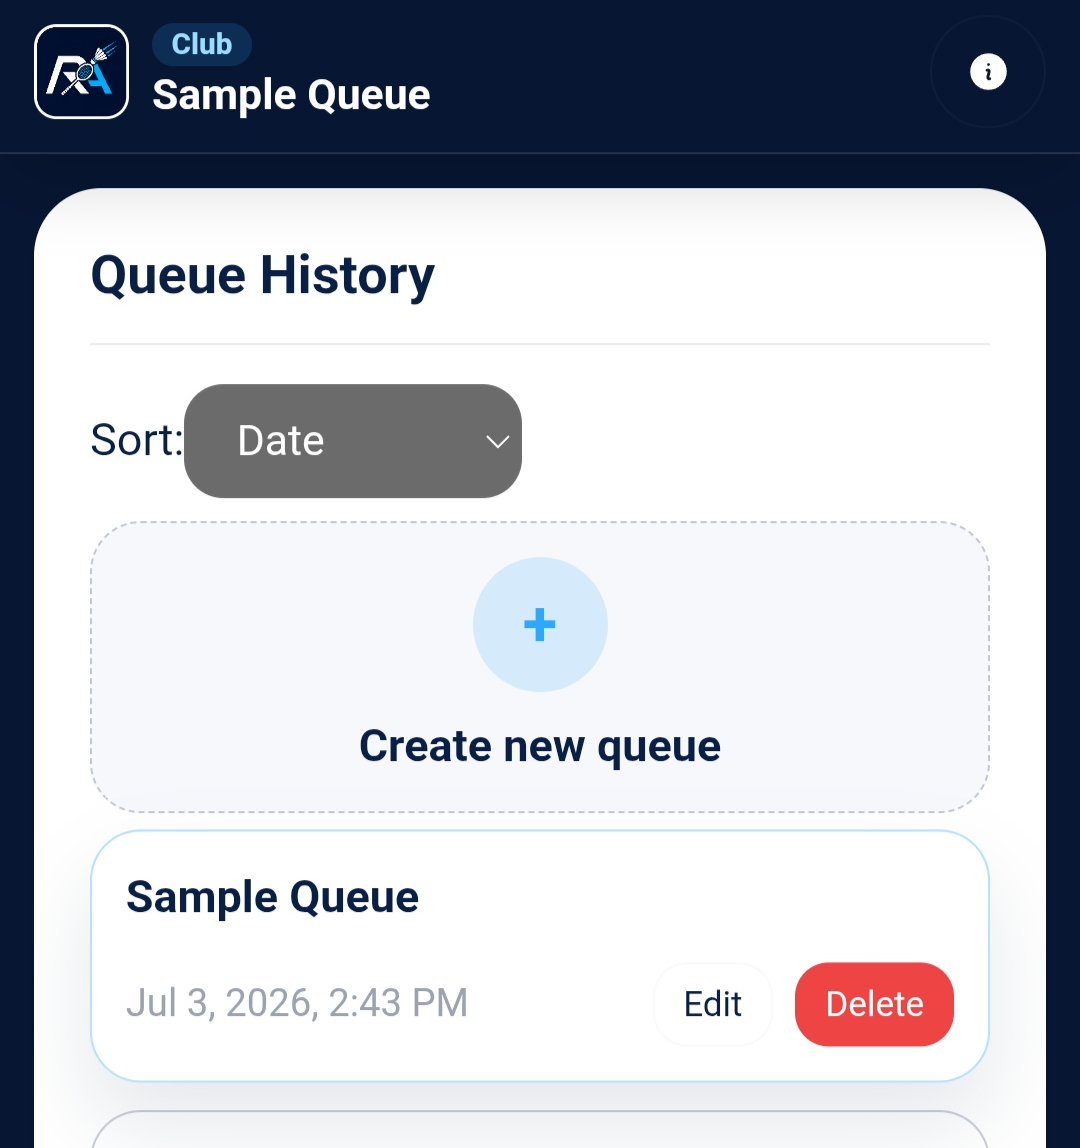 RA
Club
Sample Queue
Queue History
Sort: Date
+
Create new queue
Sample Queue
Jul 3, 2026, 2:43 PM Edit Delete